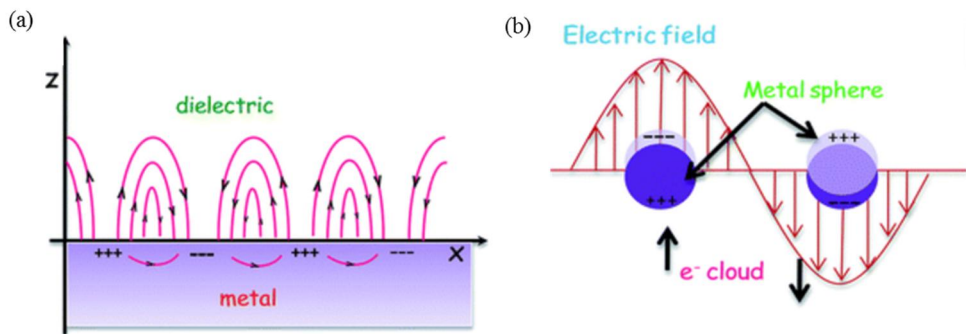 (a)
Z
dielectric
+++ --- +++ --- X
metal
(b)
Electric field
Metal sphere
--- +++
+++ ---
e- cloud